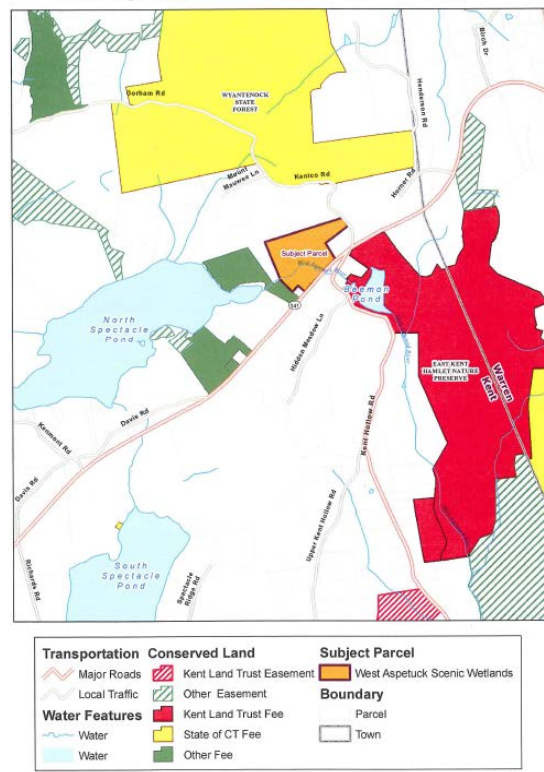 Birch Dr
Gorham Rd
WYANTENOCK
STATE
FOREST
Henderson Rd
Mount
Mauwee Ln
Kenico Rd
Horner Rd
Subject Parcel
Beeman
Pond
North
Spectacle
Pond
341
Hidden Meadow Ln
EAST KENT
HAMLET NATURE
PRESERVE
Warren
Kent
Kent Hollow Rd
Davis Rd
Kenmont Rd
Davis Rd
Upper Kent Hollow Rd
South
Spectacle
Pond
Richards Rd
Spectacle
Ridge Rd
Transportation
Major Roads
Local Traffic
Water Features
Water
Water
Conserved Land
Kent Land Trust Easement
Other Easement
Kent Land Trust Fee
State of CT Fee
Other Fee
Subject Parcel
West Aspetuck Scenic Wetlands
Boundary
Parcel
Town